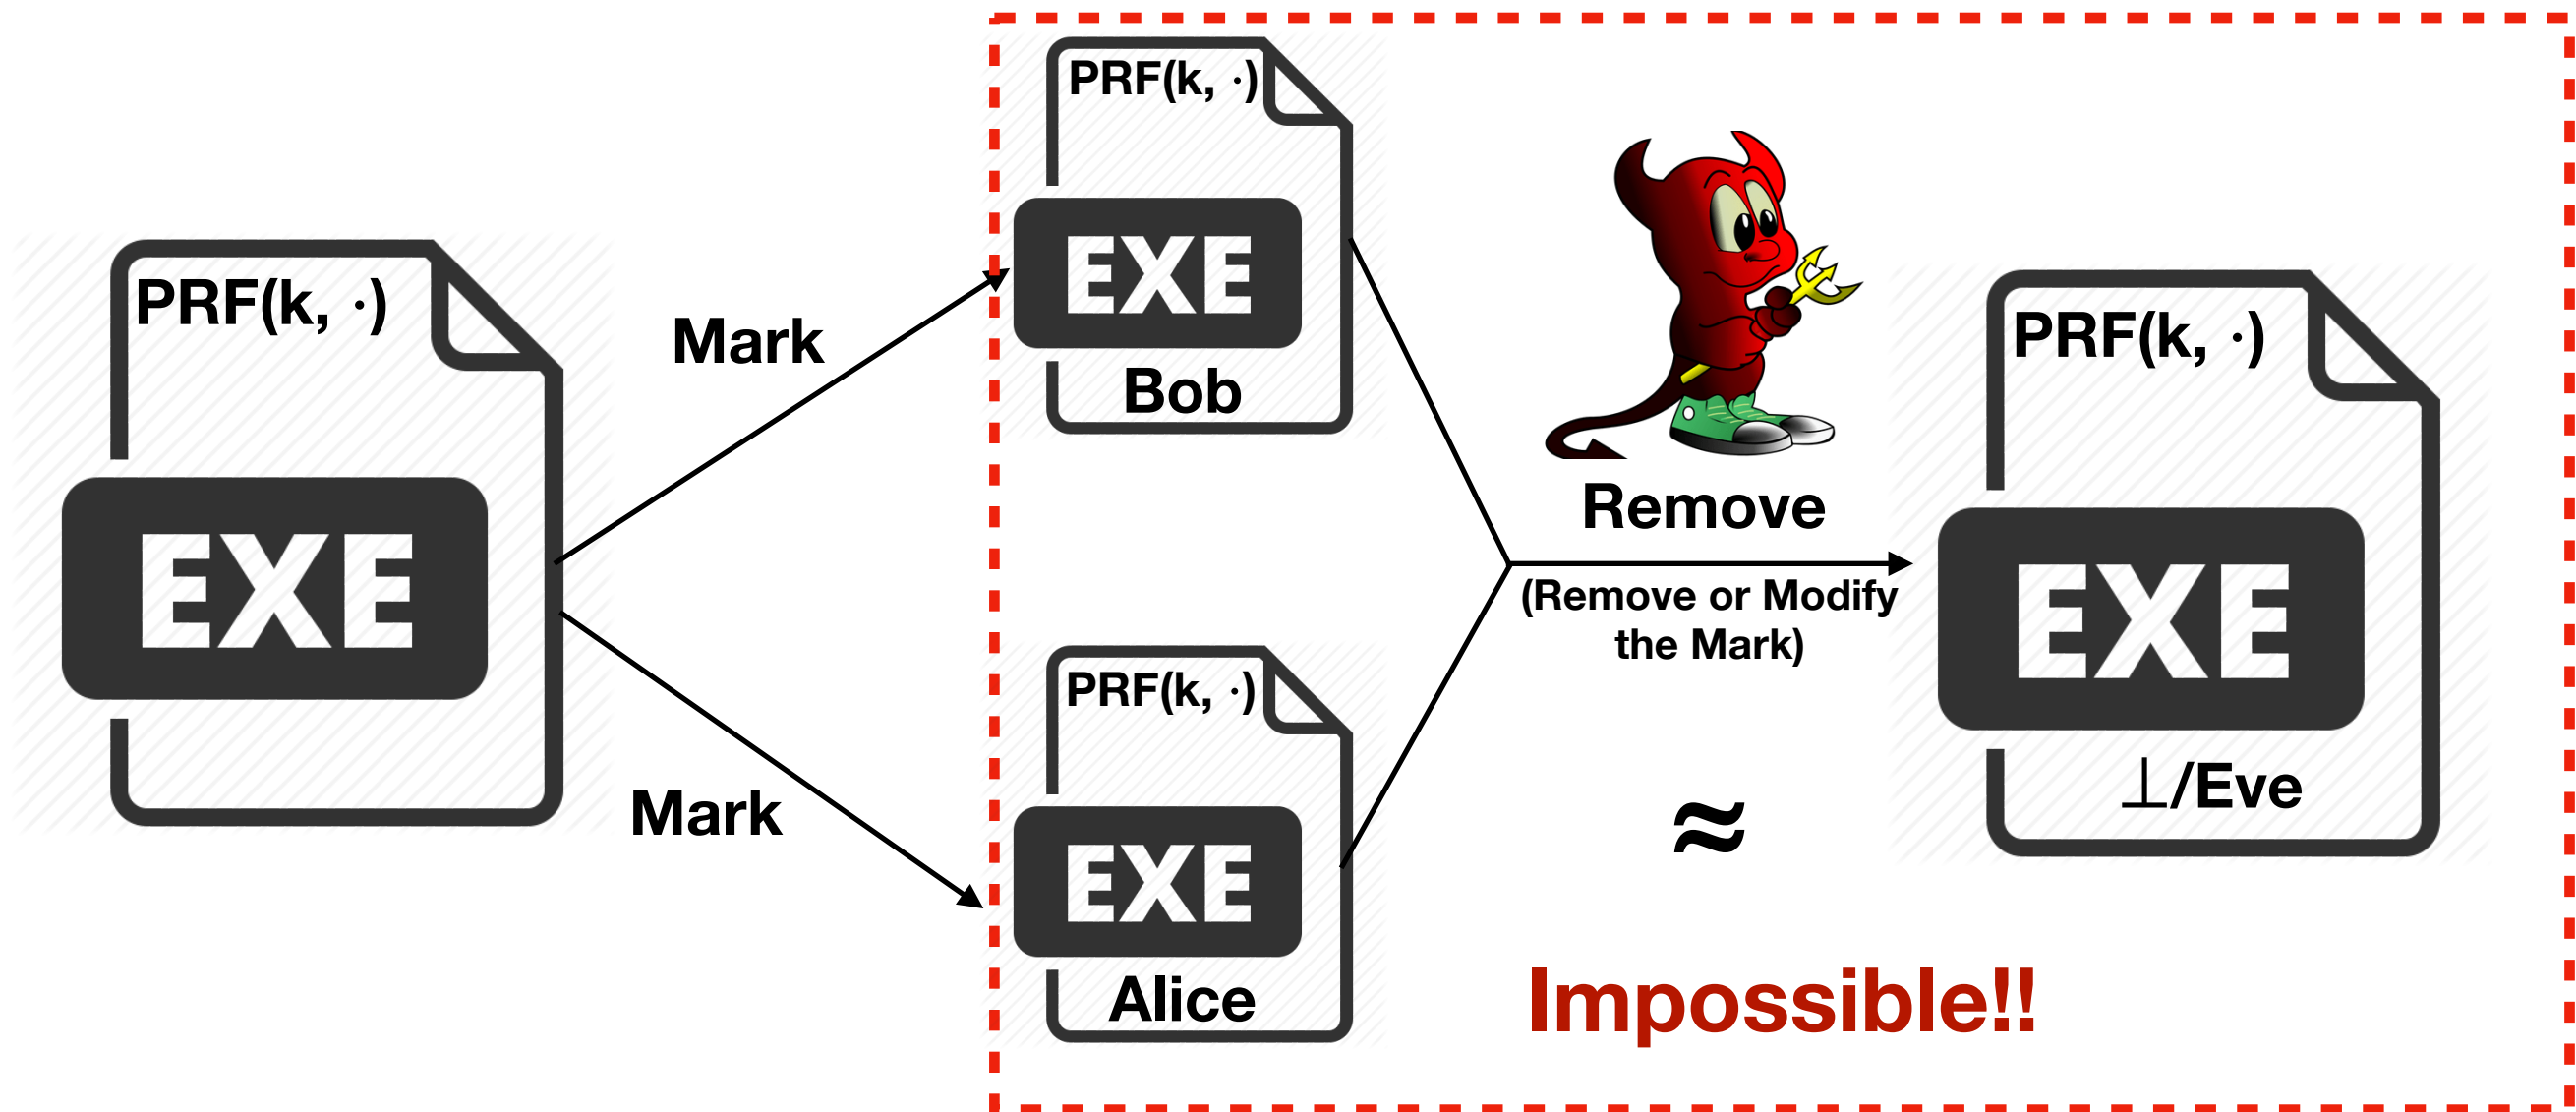 PRF(k, ·)
EXE
Mark
Mark
PRF(k, ·)
EXE
Bob
PRF(k, ·)
EXE
Alice
Remove
(Remove or Modify
the Mark)
≈
Impossible!!
PRF(k, ·)
EXE
⊥/Eve